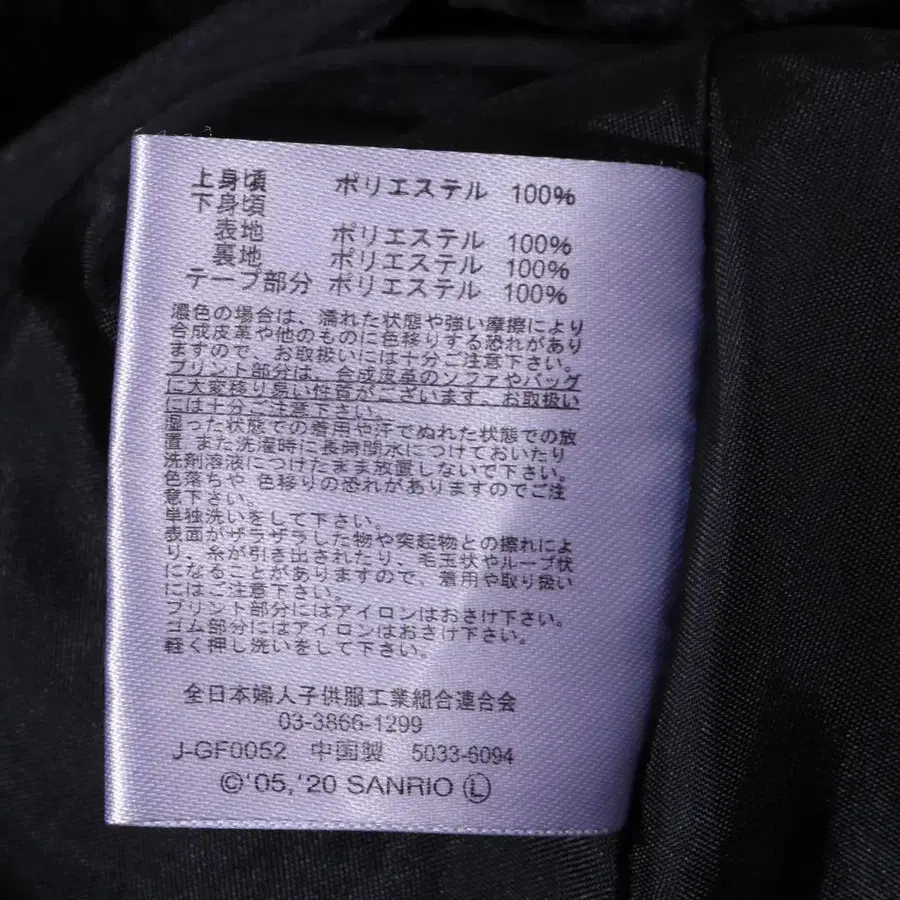 上身頃 ポリエステル 100%
下身頃
表地 ポリエステル 100%
裏地 ポリエステル 100%
テープ部分 ポリエステル 100%
濃色の場合は、濡れた状態や強い摩擦により
合成皮革や他のものに色移りする恐れがあり
ますので、お取扱いには十分ご注意下さい。
プリント部分は、合成皮革のソファやバッグ
に大変移り易い性質がございます、お取扱い
には十分ご注意下さい。
湿った状態での着用や汗でぬれた状態での放
置 また洗濯時に長時間水につけておいたり
洗剤溶液につけたまま放置しないで下さい。
色落ちや 色移りの恐れがありますのでご注
意下さい。
単独洗いをして下さい。
表面がザラザラした物や突起物との擦れによ
り、糸が引き出されたり、毛玉状やループ状
になることがありますので、着用や取り扱い
にはご注意下さい。
プリント部分にはアイロンはおさけ下さい。
ゴム部分にはアイロンはおさけ下さい。
軽く押し洗いをして下さい。
全日本婦人子供服工業組合連合会
03-3866-1299
J-GF0052 中国製 5033-6094
©'05,'20 SANRIO Ⓛ